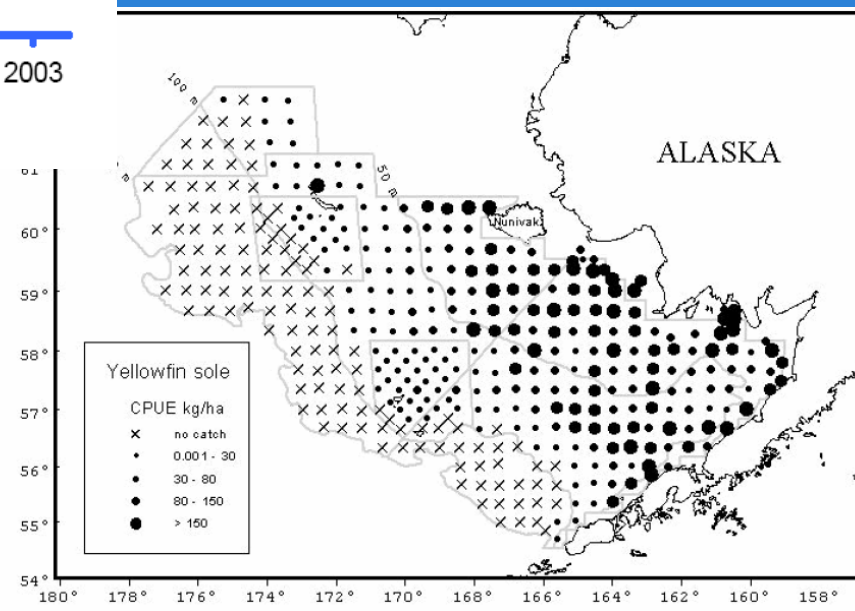 2003
100 m
ALASKA
m
50 m
Nunivak
61
60°
59°
58°
57°
56°
55°
54°
Yellowfin sole
CPUE kg/ha
no catch
0.001 - 30
30 - 80
80 - 150
> 150
180° 178° 176° 174° 172° 170° 168° 166° 164° 162° 160° 158°